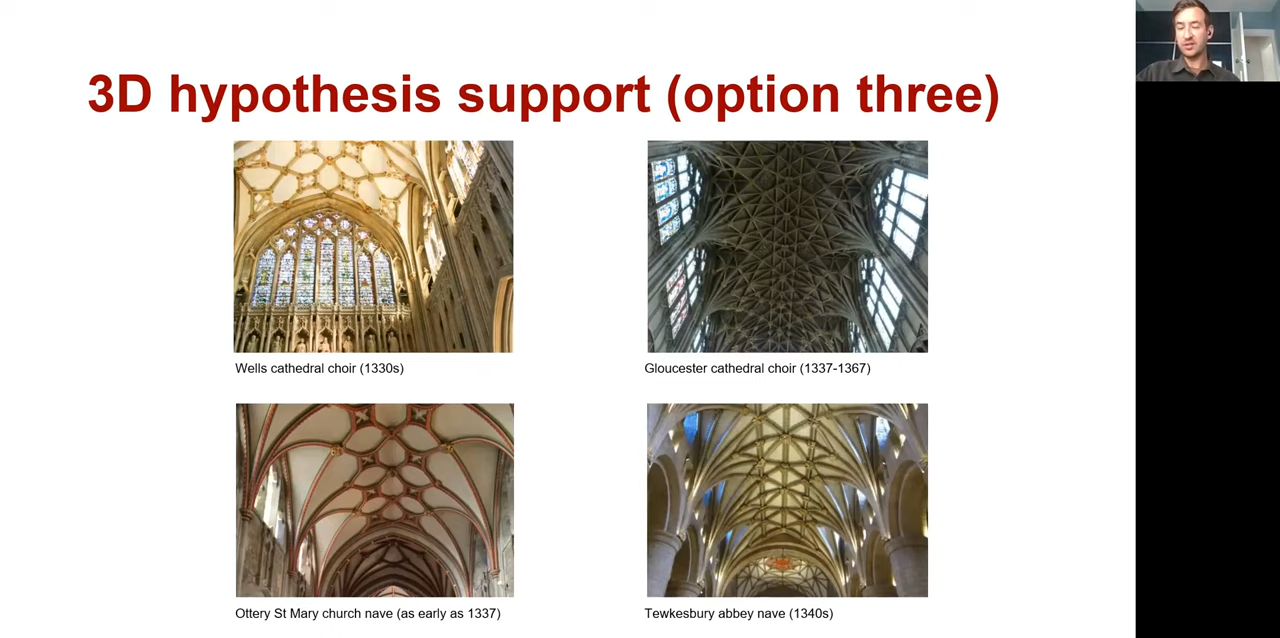 3D hypothesis support (option three)
Wells cathedral choir (1330s)
Gloucester cathedral choir (1337-1367)
Ottery St Mary church nave (as early as 1337)
Tewkesbury abbey nave (1340s)